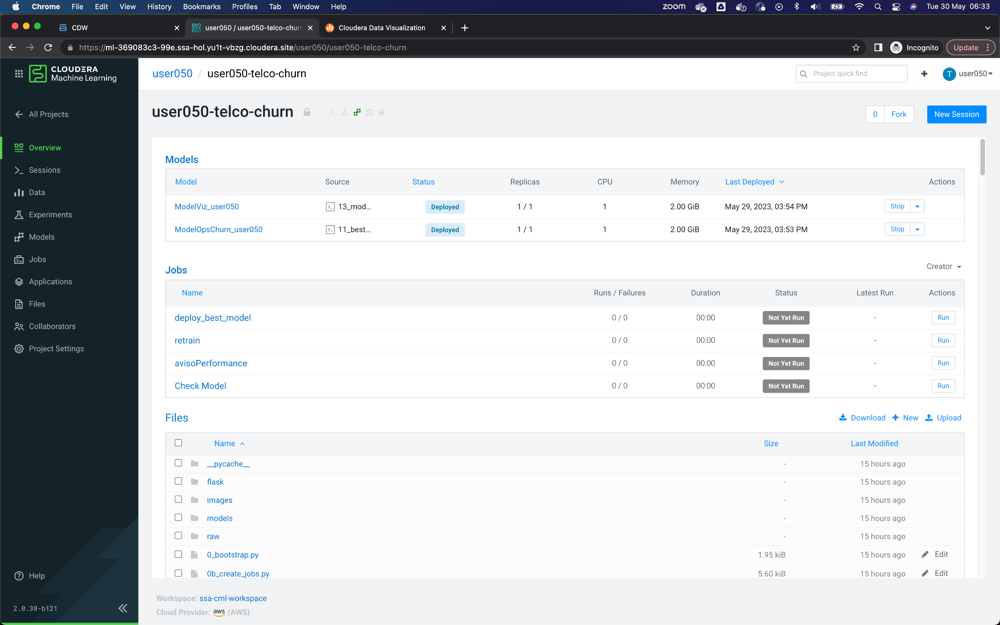 Chrome File Edit View History Bookmarks Profiles Tab Window Help zoom Tue 30 May 06:33
CDW user050 / user050-telco-churn Cloudera Data Visualization
https://ml-369083c3-99e.ssa-hol.yu1t-vbzg.cloudera.site/user050/user050-telco-churn Incognito Update
CLOUDERA
Machine Learning
All Projects
Overview
Sessions
Data
Experiments
Models
Jobs
Applications
Files
Collaborators
Project Settings
Help
2.0.38-b121
user050 / user050-telco-churn Project quick find T user050
user050-telco-churn 0 Fork New Session
Models
Model Source Status Replicas CPU Memory Last Deployed Actions
ModelViz_user050 13_mod... Deployed 1 / 1 1 2.00 GiB May 29, 2023, 03:54 PM Stop
ModelOpsChurn_user050 11_best... Deployed 1 / 1 1 2.00 GiB May 29, 2023, 03:53 PM Stop
Jobs Creator
Name Runs / Failures Duration Status Latest Run Actions
deploy_best_model 0 / 0 00:00 Not Yet Run - Run
retrain 0 / 0 00:00 Not Yet Run - Run
avisoPerformance 0 / 0 00:00 Not Yet Run - Run
Check Model 0 / 0 00:00 Not Yet Run - Run
Files Download New Upload
Name Size Last Modified
__pycache__ - 15 hours ago
flask - 15 hours ago
images - 15 hours ago
models - 15 hours ago
raw - 15 hours ago
0_bootstrap.py 1.95 kiB 15 hours ago Edit
0b_create_jobs.py 5.60 kiB 15 hours ago Edit
Workspace: ssa-cml-workspace
Cloud Provider: aws (AWS)